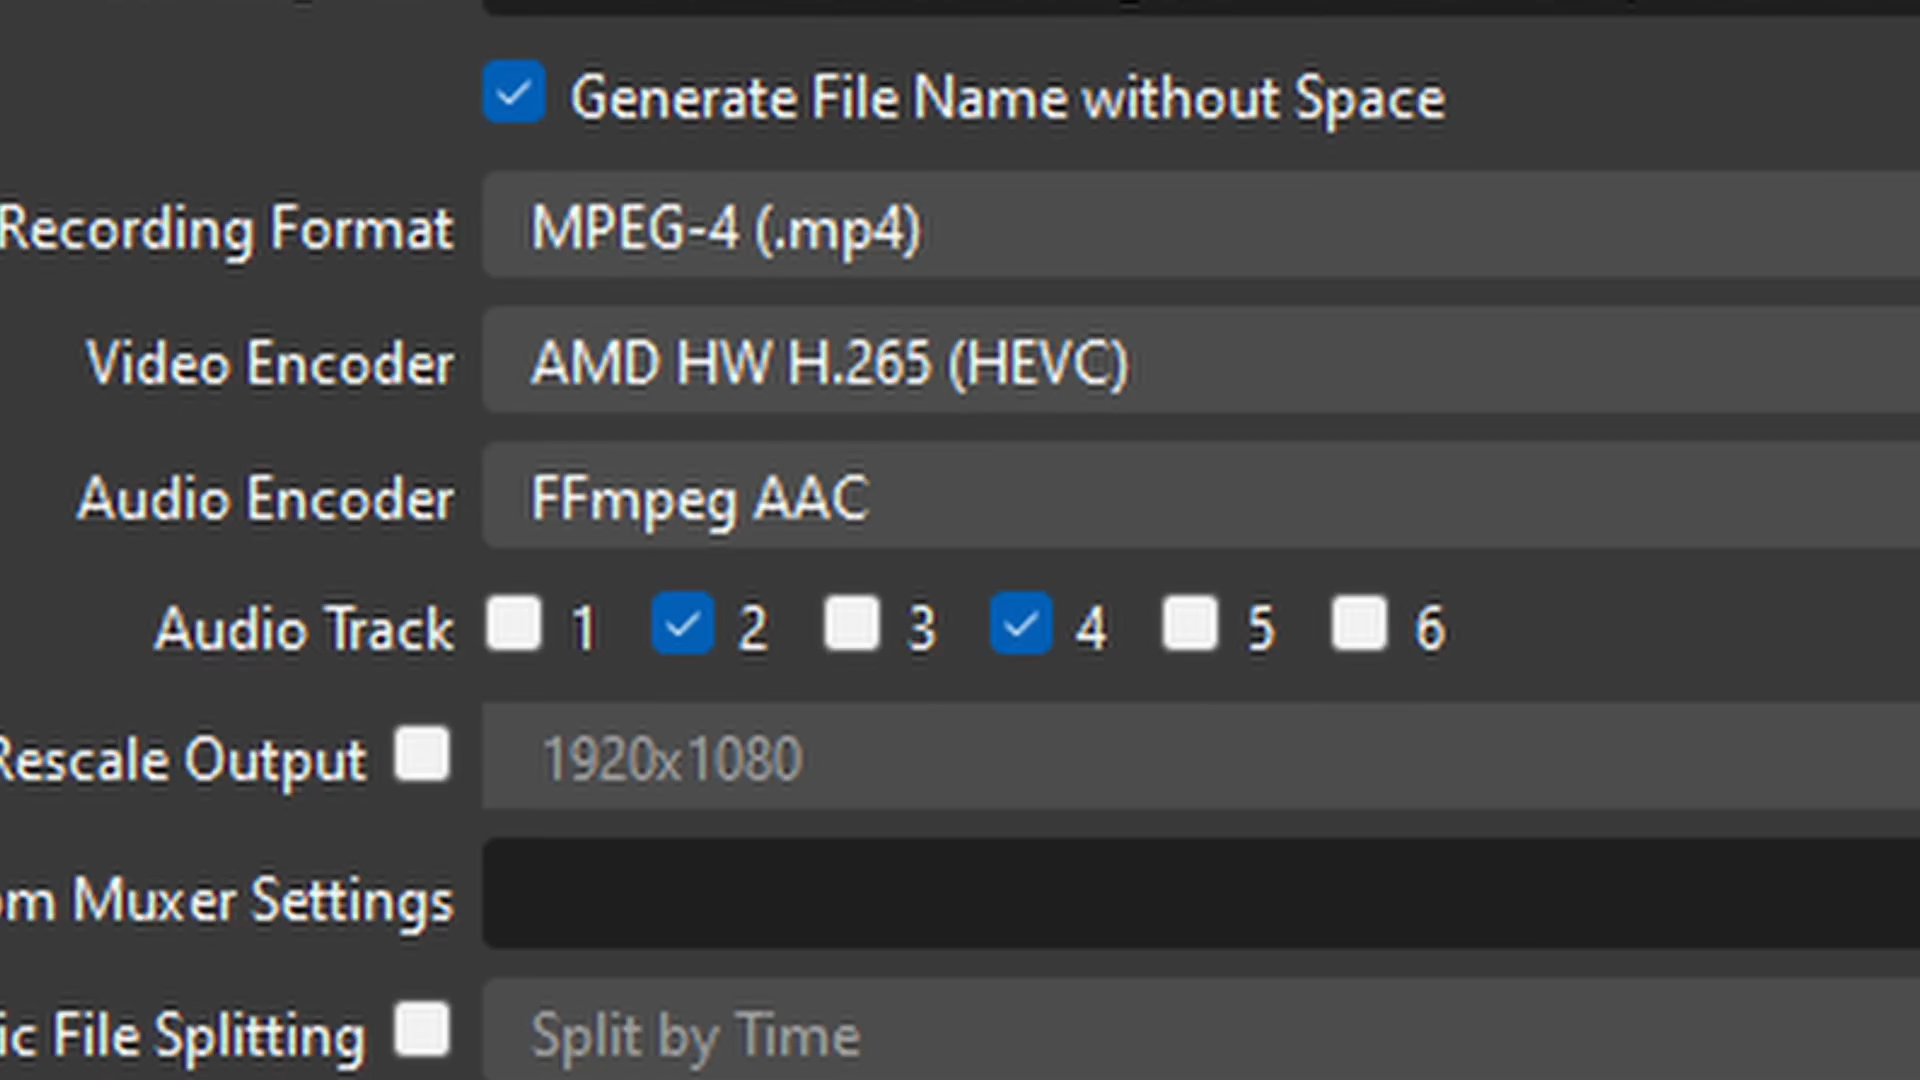 Generate File Name without Space
Recording Format MPEG-4 (.mp4)
Video Encoder AMD HW H.265 (HEVC)
Audio Encoder FFmpeg AAC
Audio Track 1 2 3 4 5 6
Rescale Output 1920x1080
om Muxer Settings
ic File Splitting Split by Time